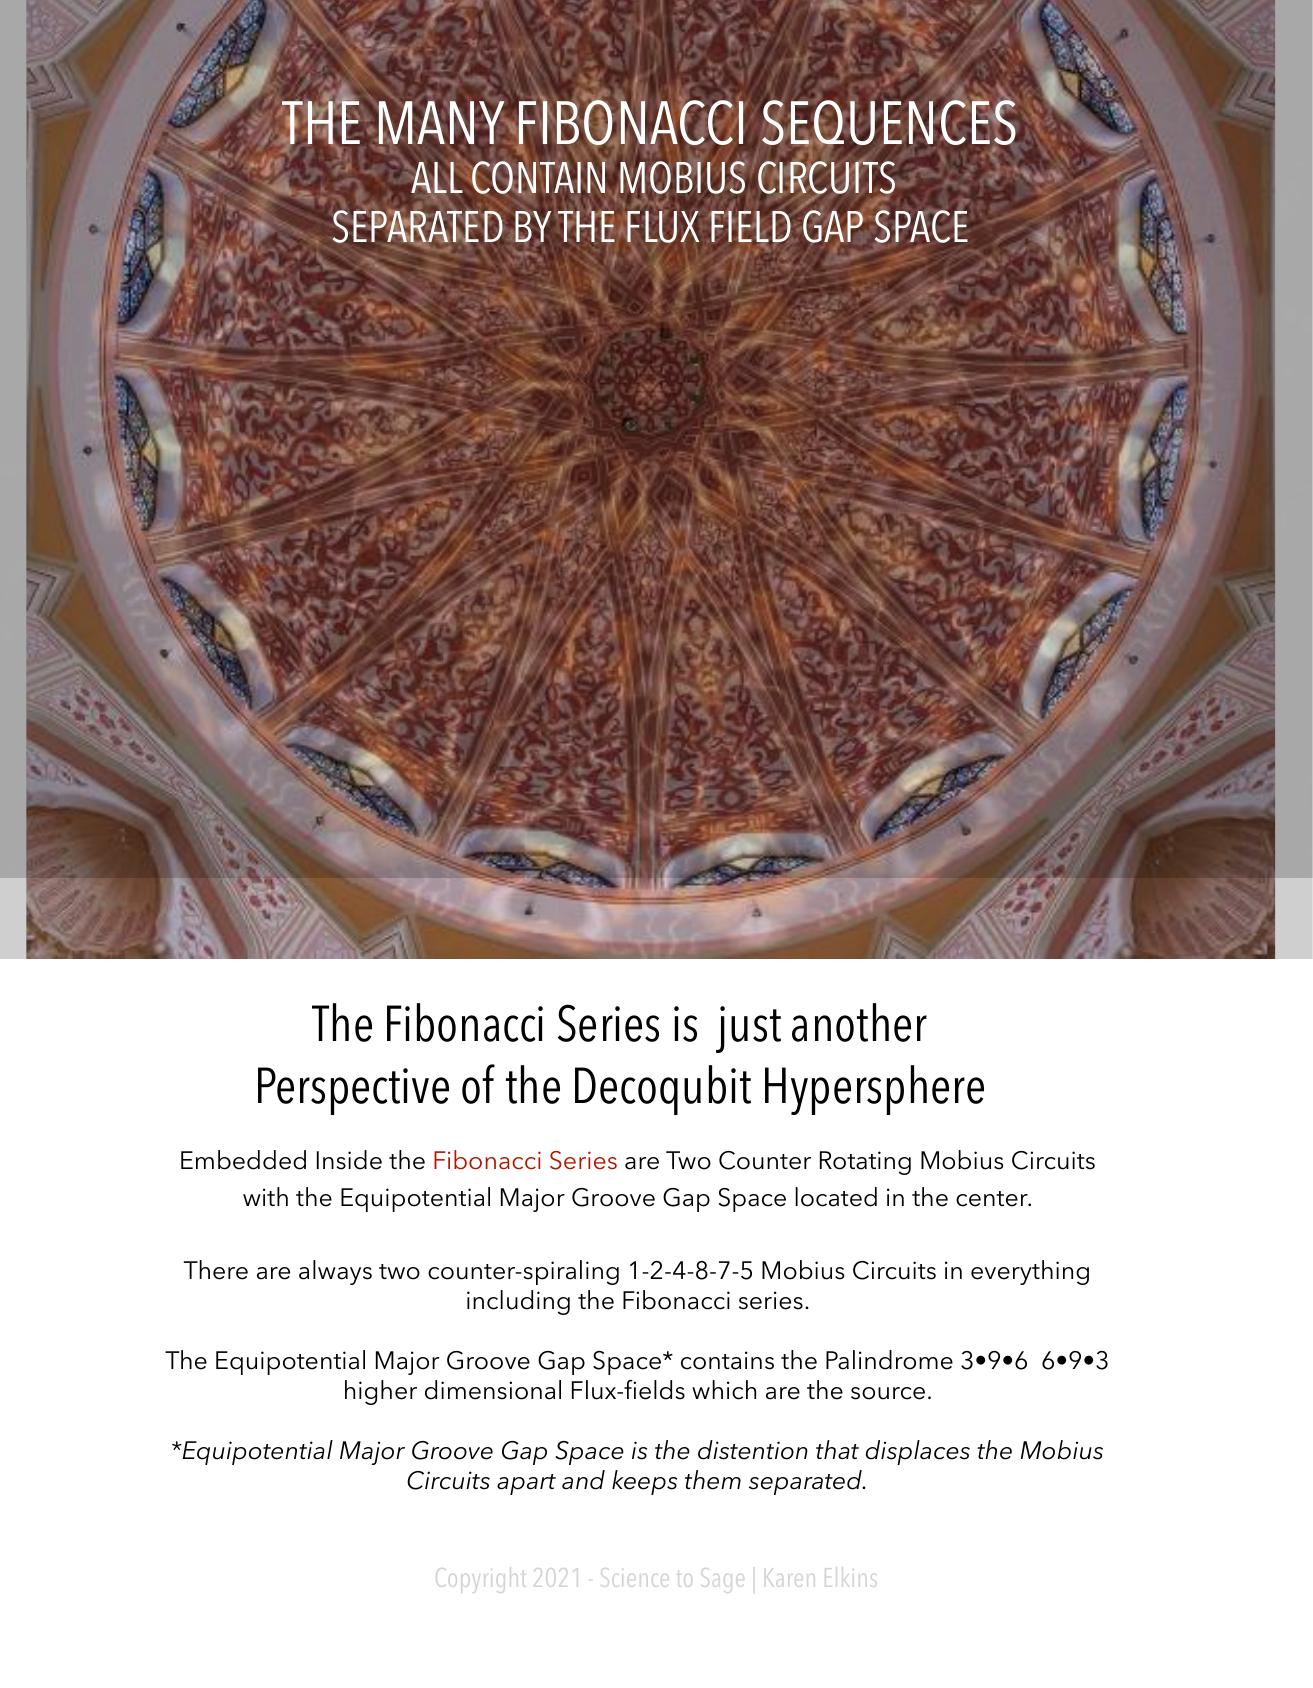 THE MANY FIBONACCI SEQUENCES
ALL CONTAIN MOBIUS CIRCUITS
SEPARATED BY THE FLUX FIELD GAP SPACE
The Fibonacci Series is  just another
Perspective of the Decoqubit Hypersphere
Embedded Inside the Fibonacci Series are Two Counter Rotating Mobius Circuits
with the Equipotential Major Groove Gap Space located in the center.
There are always two counter-spiraling 1-2-4-8-7-5 Mobius Circuits in everything
including the Fibonacci series.
The Equipotential Major Groove Gap Space* contains the Palindrome 3•9•6  6•9•3
higher dimensional Flux-fields which are the source.
*Equipotential Major Groove Gap Space is the distention that displaces the Mobius
Circuits apart and keeps them separated.
Copyright 2021 - Science to Sage | Karen Elkins